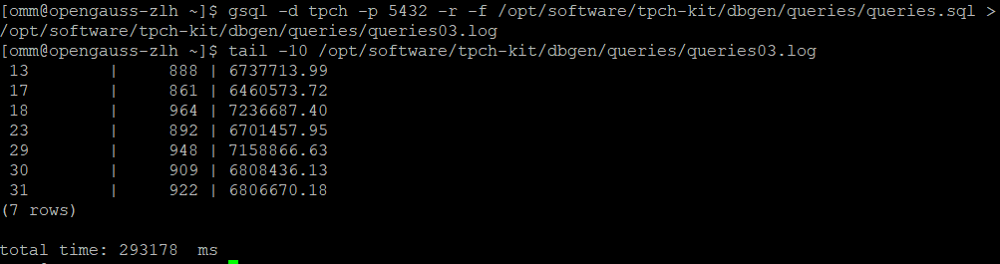 [omm@opengauss-zlh ~]$ gsql -d tpch -p 5432 -r -f /opt/software/tpch-kit/dbgen/queries/queries.sql >
/opt/software/tpch-kit/dbgen/queries/queries03.log
[omm@opengauss-zlh ~]$ tail -10 /opt/software/tpch-kit/dbgen/queries/queries03.log
13 | 888 | 6737713.99
17 | 861 | 6460573.72
18 | 964 | 7236687.40
23 | 892 | 6701457.95
29 | 948 | 7158866.63
30 | 909 | 6808436.13
31 | 922 | 6806670.18
(7 rows)
total time: 293178 ms